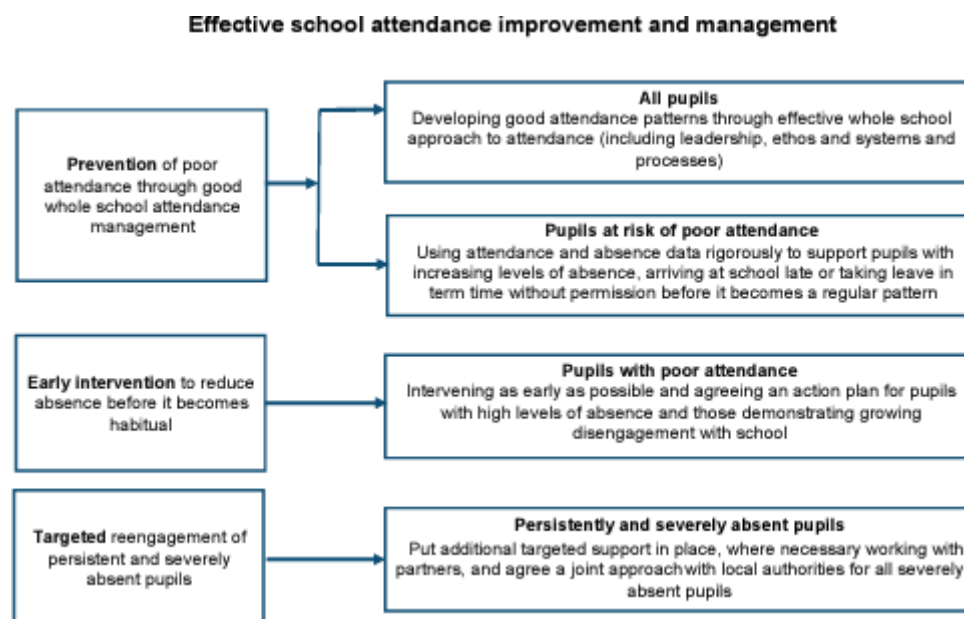 Effective school attendance improvement and management
Prevention of poor
attendance through good
whole school attendance
management
All pupils
Developing good attendance patterns through effective whole school
approach to attendance (including leadership, ethos and systems and
processes)
Pupils at risk of poor attendance
Using attendance and absence data rigorously to support pupils with
increasing levels of absence, arriving at school late or taking leave in
term time without permission before it becomes a regular pattern
Early intervention to reduce
absence before it becomes
habitual
Pupils with poor attendance
Intervening as early as possible and agreeing an action plan for pupils
with high levels of absence and those demonstrating growing
disengagement with school
Targeted reengagement of
persistent and severely
absent pupils
Persistently and severely absent pupils
Put additional targeted support in place, where necessary working with
partners, and agree a joint approach with local authorities for all severely
absent pupils